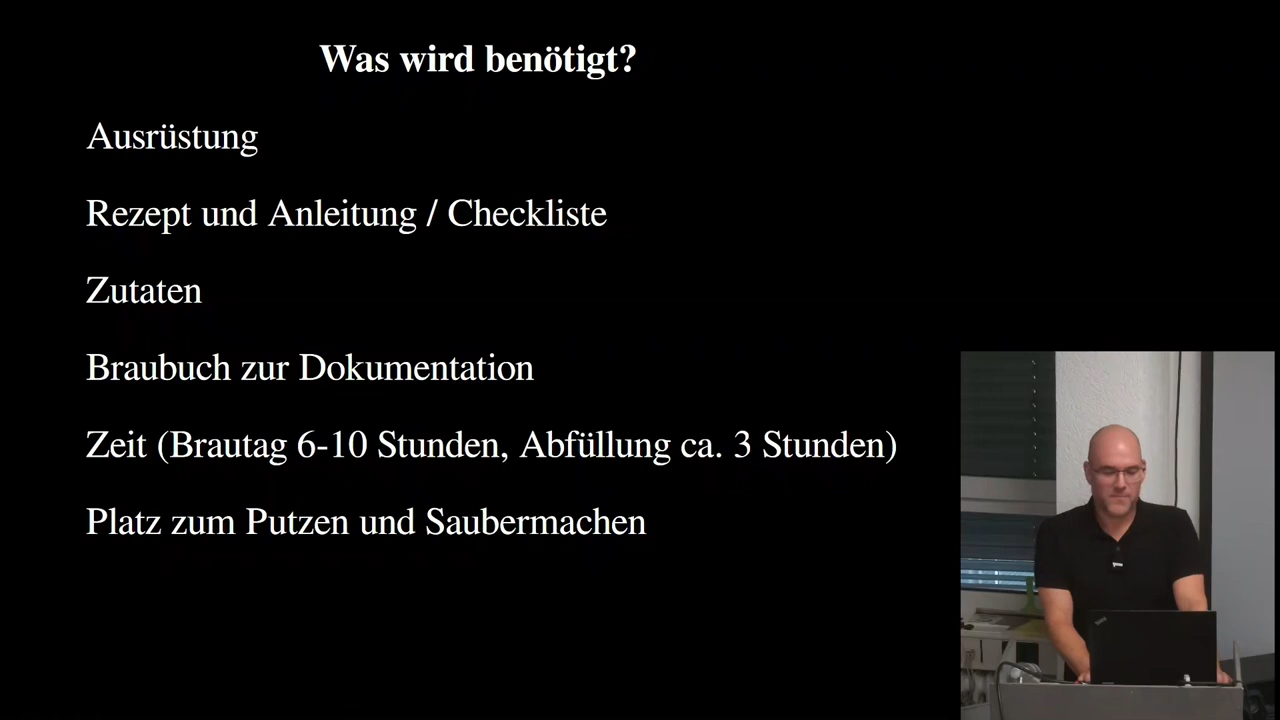 Was wird benötigt?
Ausrüstung
Rezept und Anleitung / Checkliste
Zutaten
Braubuch zur Dokumentation
Zeit (Brautag 6-10 Stunden, Abfüllung ca. 3 Stunden)
Platz zum Putzen und Saubermachen